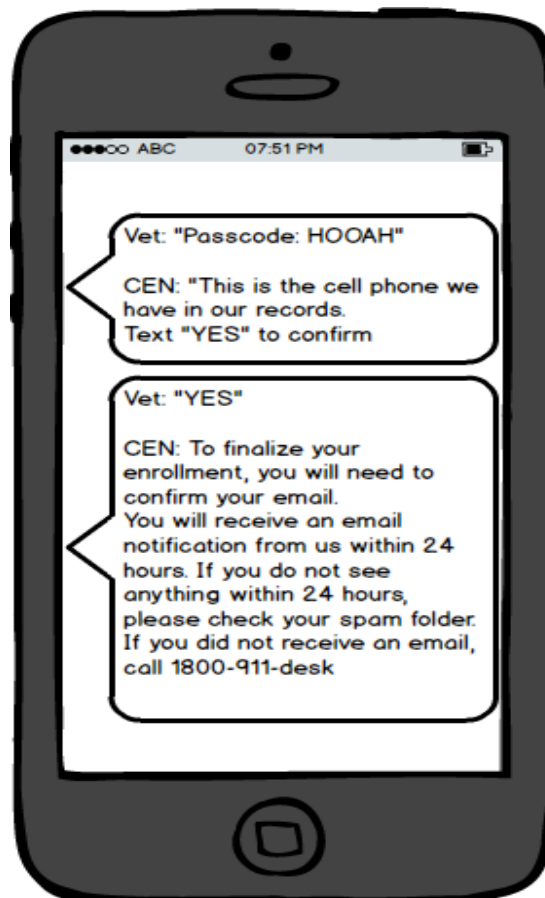 ABC 07:51 PM
Vet: "Passcode: HOOAH"
CEN: "This is the cell phone we
have in our records.
Text "YES" to confirm
Vet: "YES"
CEN: To finalize your
enrollment, you will need to
confirm your email.
You will receive an email
notification from us within 24
hours. If you do not see
anything within 24 hours,
please check your spam folder.
If you did not receive an email,
call 1800-911-desk